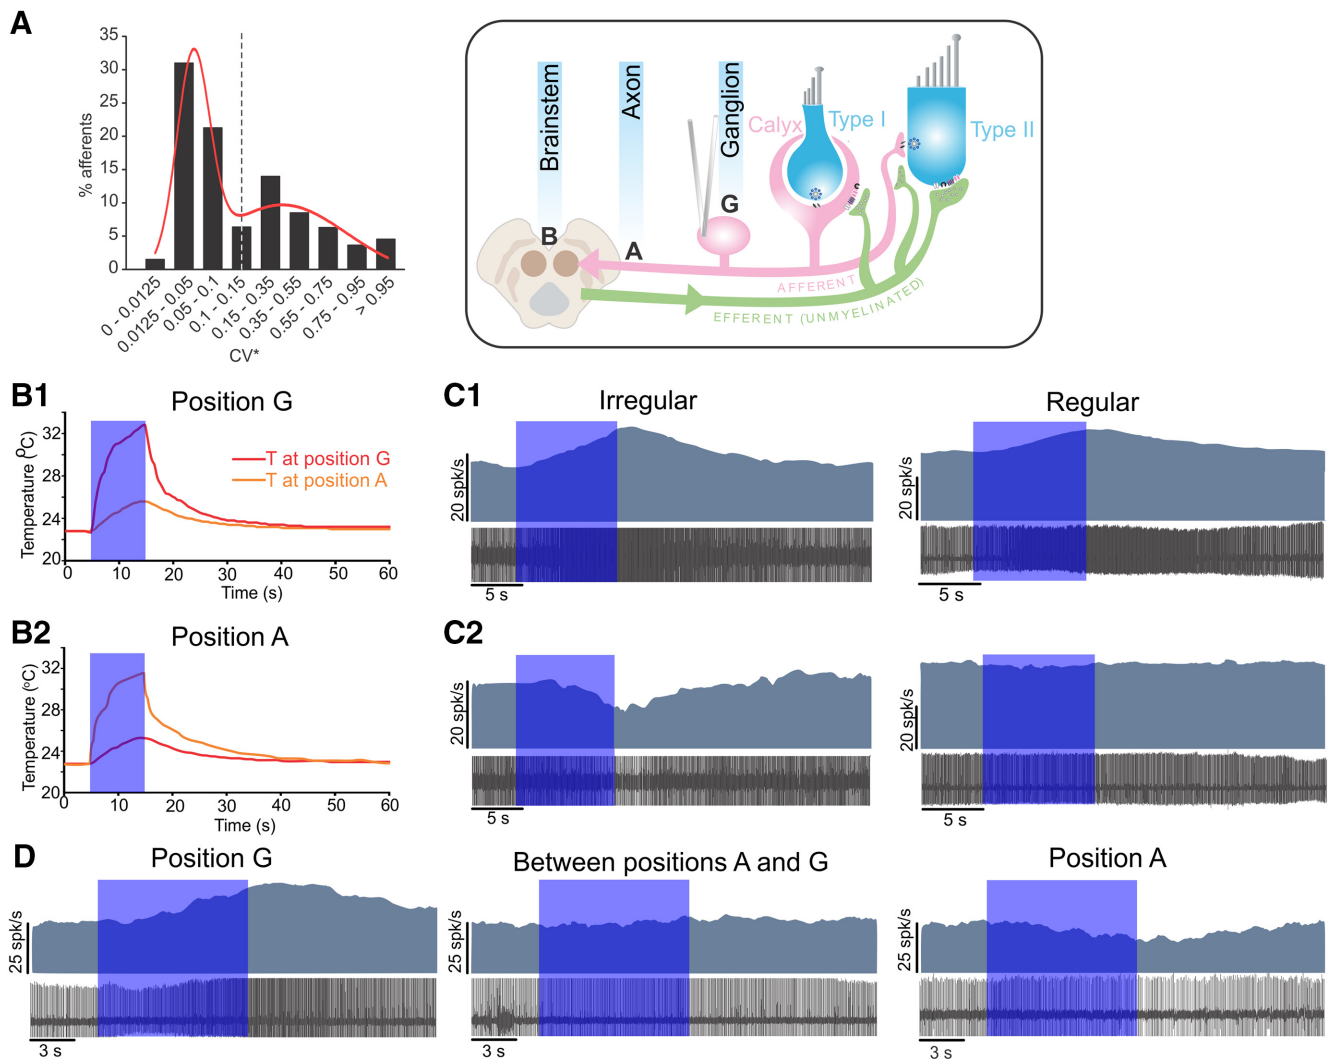 A
% afferents
35
30
25
20
15
10
5
0
0 - 0.0125
0.0125 - 0.05
0.05 - 0.1
0.1 - 0.15
0.15 - 0.35
0.35 - 0.55
0.55 - 0.75
0.75 - 0.95
> 0.95
CV*
Brainstem
Axon
Ganglion
Calyx
Type I
Type II
B
A
G
AFFERENT
EFFERENT (UNMYELINATED)
B1
Position G
Temperature (ºC)
32
28
24
20
T at position G
T at position A
0 10 20 30 40 50 60
Time (s)
C1
Irregular
20 spk/s
5 s
Regular
20 spk/s
5 s
B2
Position A
Temperature (ºC)
32
28
24
20
0 10 20 30 40 50 60
Time (s)
C2
20 spk/s
5 s
20 spk/s
5 s
D
Position G
25 spk/s
3 s
Between positions A and G
25 spk/s
3 s
Position A
25 spk/s
3 s